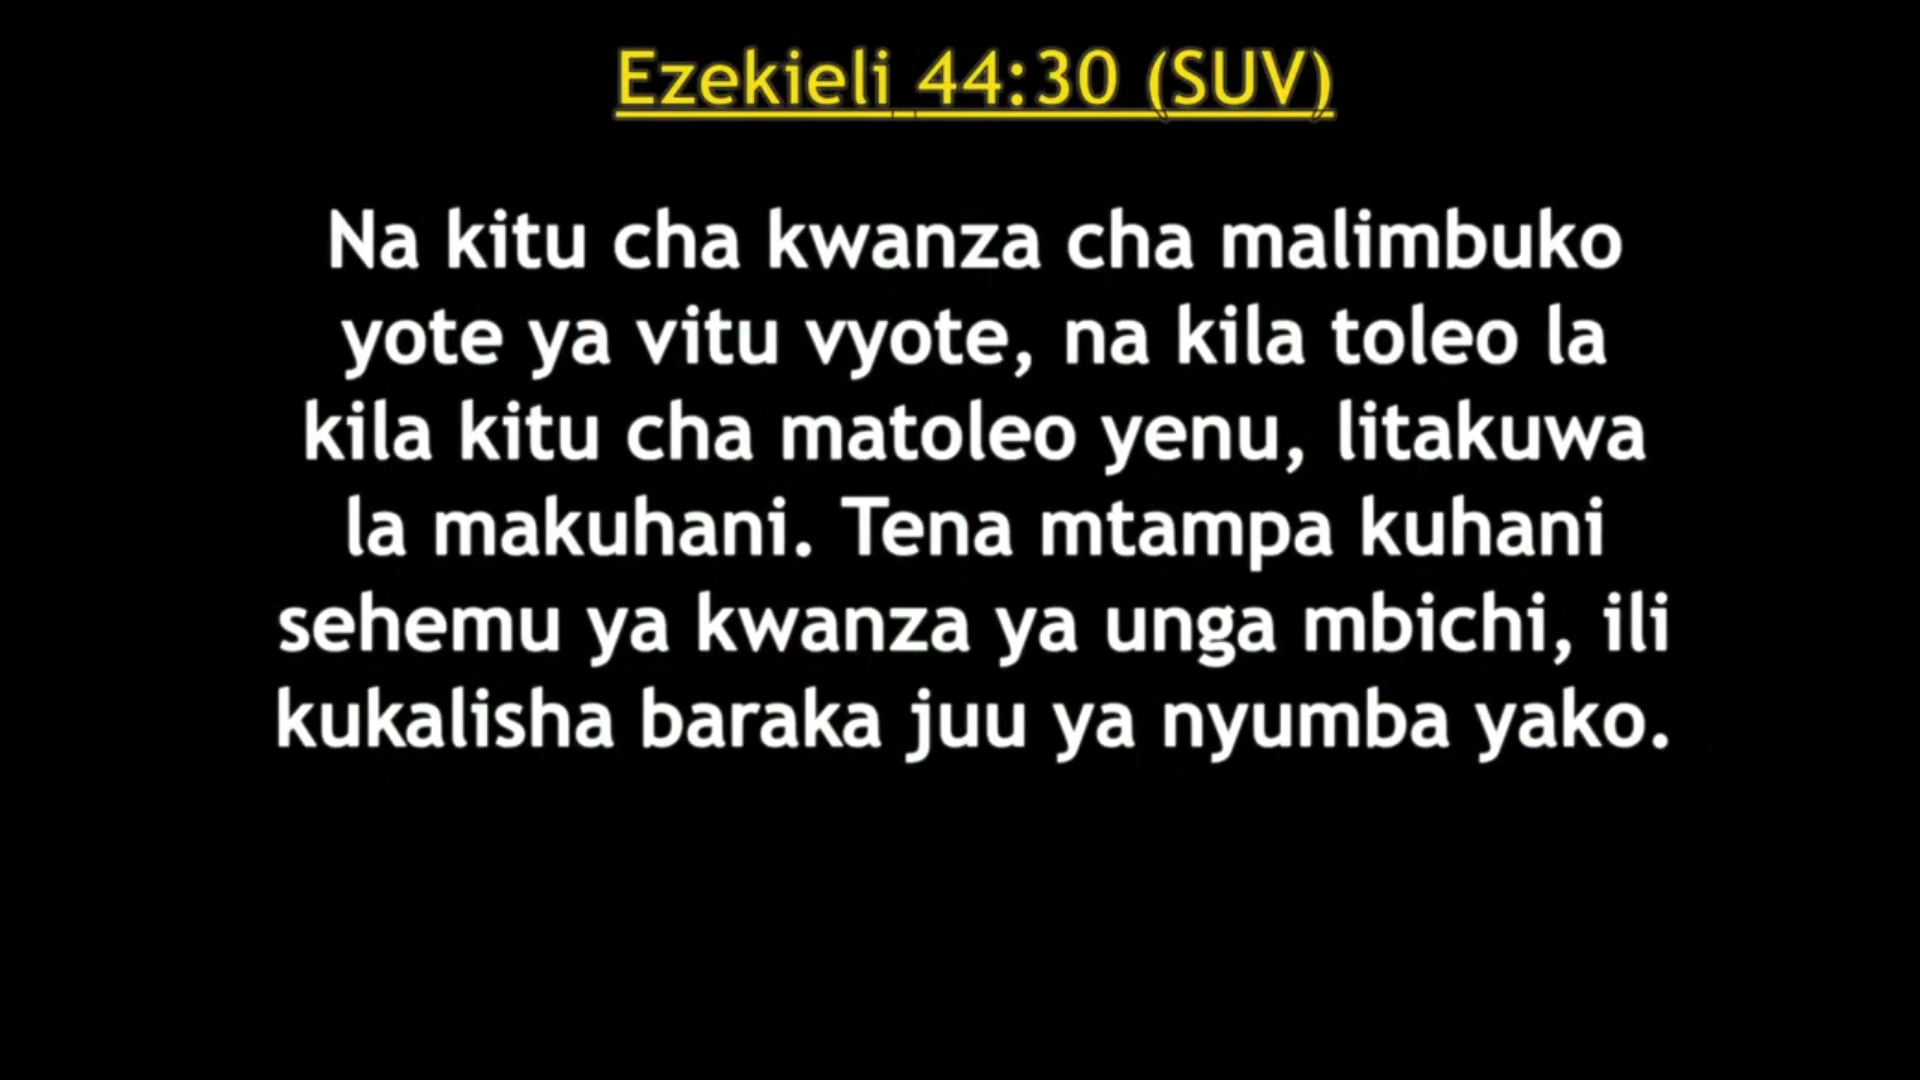 Ezekieli 44:30 (SUV)
Na kitu cha kwanza cha malimbuko
yote ya vitu vyote, na kila toleo la
kila kitu cha matoleo yenu, litakuwa
la makuhani. Tena mtampa kuhani
sehemu ya kwanza ya unga mbichi, ili
kukalisha baraka juu ya nyumba yako.